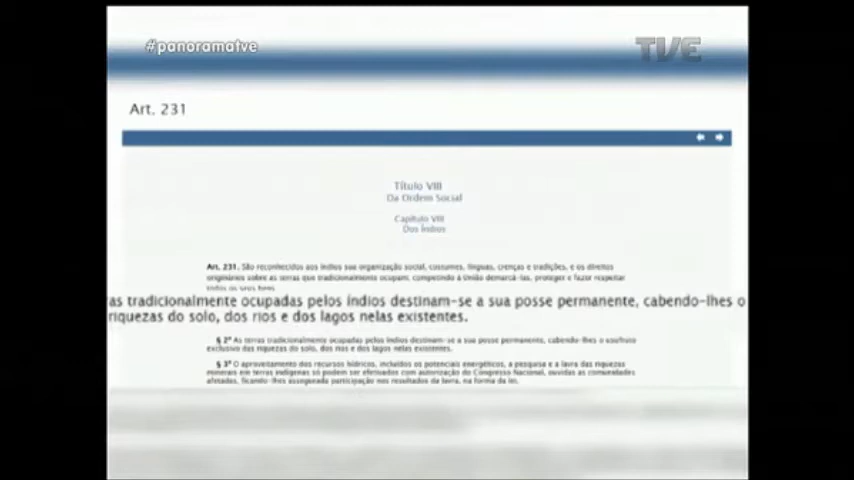 #panoramatve
TVE
Art. 231
Título VIII
Da Ordem Social
Capítulo VIII
Dos Índios
Art. 231. São reconhecidos aos índios sua organização social, costumes, línguas, crenças e tradições, e os direitos
originários sobre as terras que tradicionalmente ocupam, competindo à União demarcá-las, proteger e fazer respeitar
todos os seus bens.
as tradicionalmente ocupadas pelos índios destinam-se a sua posse permanente, cabendo-lhes o
riquezas do solo, dos rios e dos lagos nelas existentes.
§ 2º As terras tradicionalmente ocupadas pelos índios destinam-se a sua posse permanente, cabendo-lhes o usufruto
exclusivo das riquezas do solo, dos rios e dos lagos nelas existentes.
§ 3º O aproveitamento dos recursos hídricos, incluídos os potenciais energéticos, a pesquisa e a lavra das riquezas
minerais em terras indígenas só podem ser efetivados com autorização do Congresso Nacional, ouvidas as comunidades
afetadas, ficando-lhes assegurada participação nos resultados da lavra, na forma da lei.